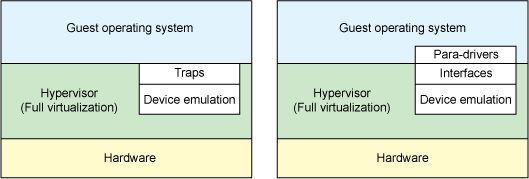 Guest operating system
Traps
Hypervisor
(Full virtualization)
Device emulation
Hardware
Guest operating system
Para-drivers
Interfaces
Hypervisor
(Full virtualization)
Device emulation
Hardware